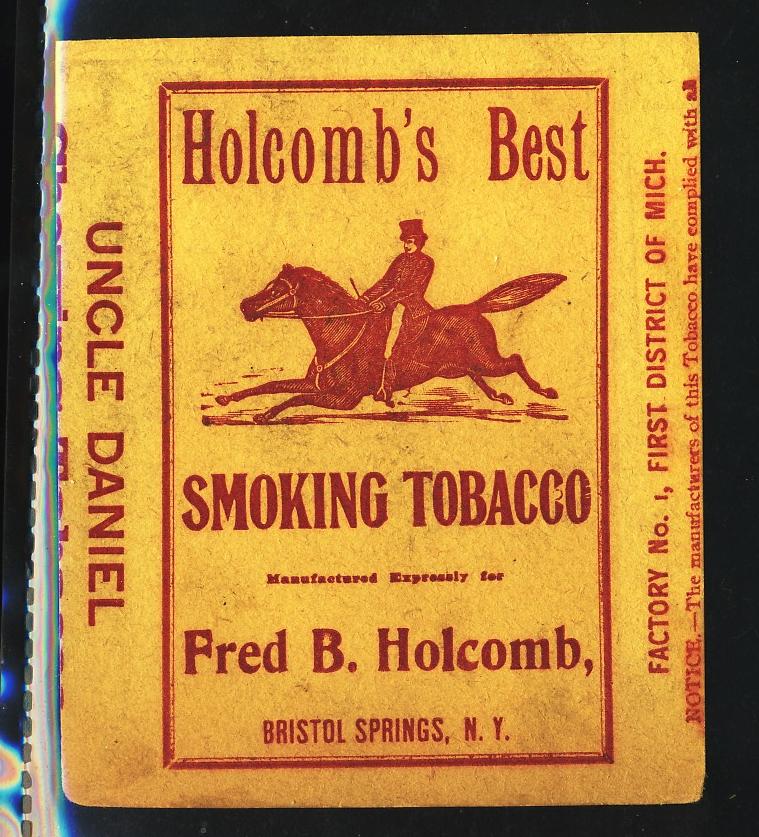 Holcomb's Best
SMOKING TOBACCO
Manufactured Expressly for
Fred B. Holcomb,
BRISTOL SPRINGS, N. Y.
UNCLE DANIEL
FACTORY No. 1, FIRST DISTRICT OF MICH.
NOTICE.—The manufacturers of this Tobacco have complied with all